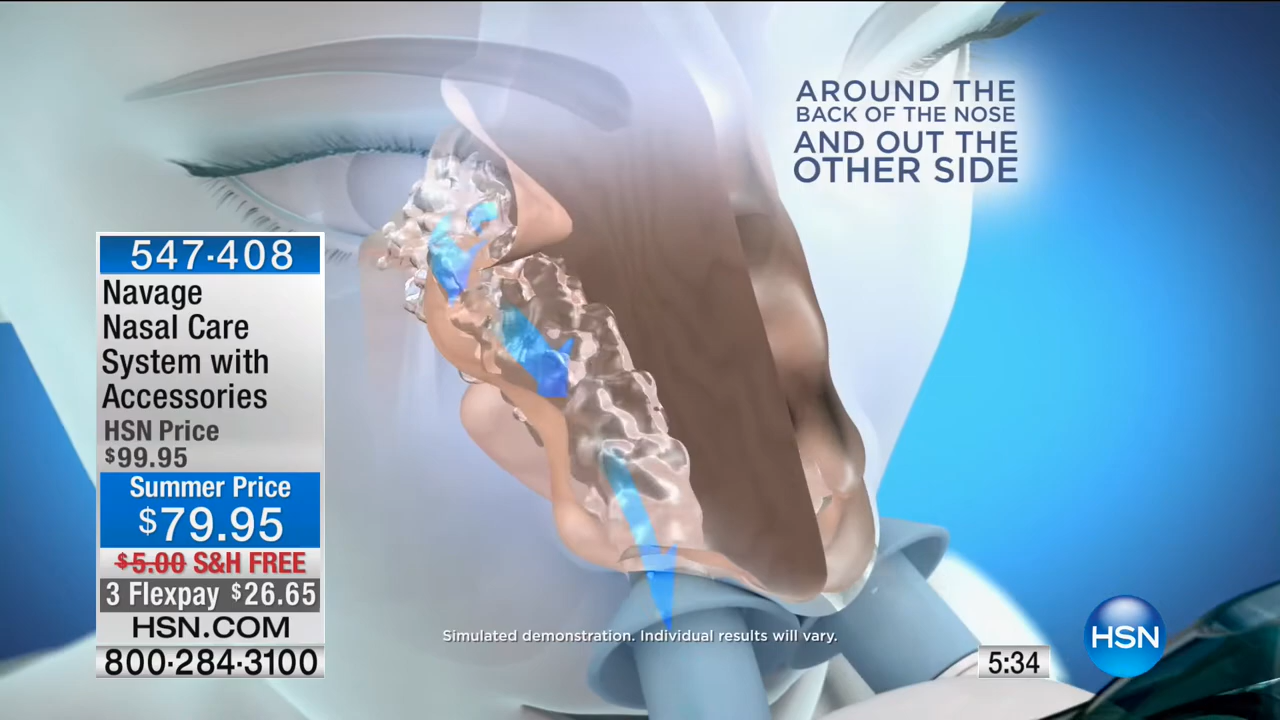 AROUND THE
BACK OF THE NOSE
AND OUT THE
OTHER SIDE
547·408
Navage
Nasal Care
System with
Accessories
HSN Price
$99.95
Summer Price
$79.95
$5.00 S&H FREE
3 Flexpay $26.65
HSN.COM
800·284·3100
Simulated demonstration. Individual results will vary.
5:34
HSN